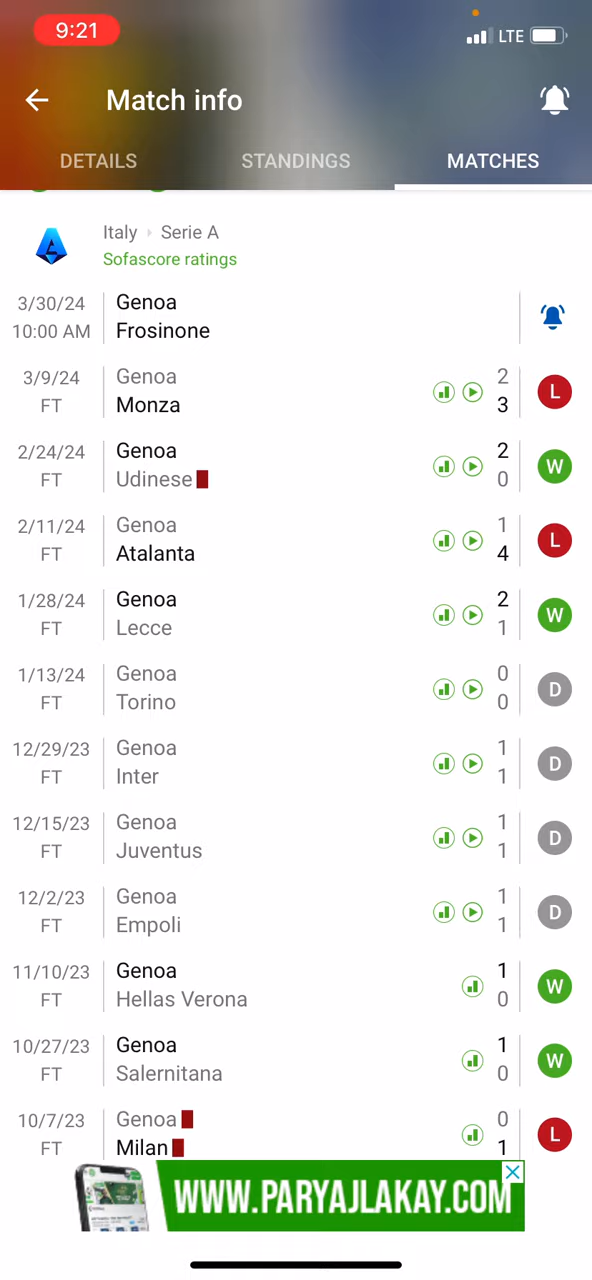 9:21
LTE
Match info
DETAILS STANDINGS MATCHES
Italy Serie A
Sofascore ratings
3/30/24 Genoa
10:00 AM Frosinone
3/9/24 Genoa 2
FT Monza 3 L
2/24/24 Genoa 2
FT Udinese 0 W
2/11/24 Genoa 1
FT Atalanta 4 L
1/28/24 Genoa 2
FT Lecce 1 W
1/13/24 Genoa 0
FT Torino 0 D
12/29/23 Genoa 1
FT Inter 1 D
12/15/23 Genoa 1
FT Juventus 1 D
12/2/23 Genoa 1
FT Empoli 1 D
11/10/23 Genoa 1
FT Hellas Verona 0 W
10/27/23 Genoa 1
FT Salernitana 0 W
10/7/23 Genoa 0
FT Milan 1 L
WWW.PARYAJLAKAY.COM